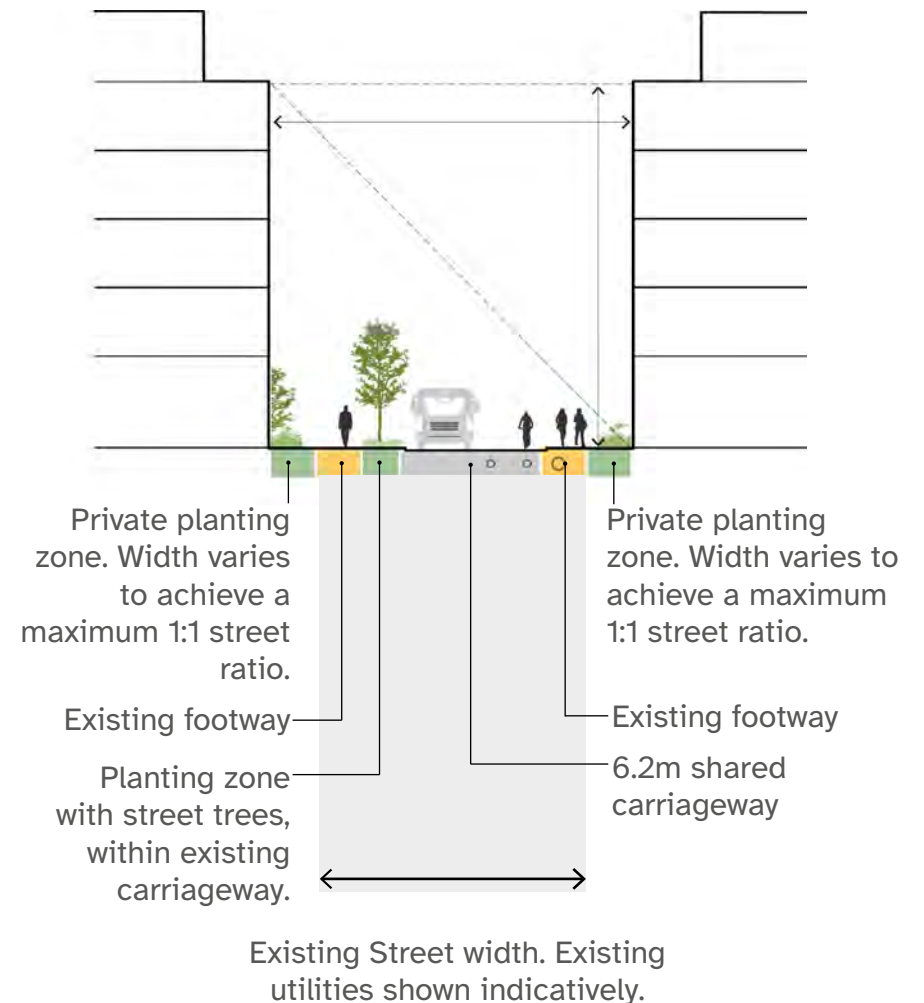 Private planting
zone. Width varies
to achieve a
maximum 1:1 street
ratio.
Existing footway
Planting zone
with street trees,
within existing
carriageway.
Private planting
zone. Width varies to
achieve a maximum
1:1 street ratio.
Existing footway
6.2m shared
carriageway
Existing Street width. Existing
utilities shown indicatively.